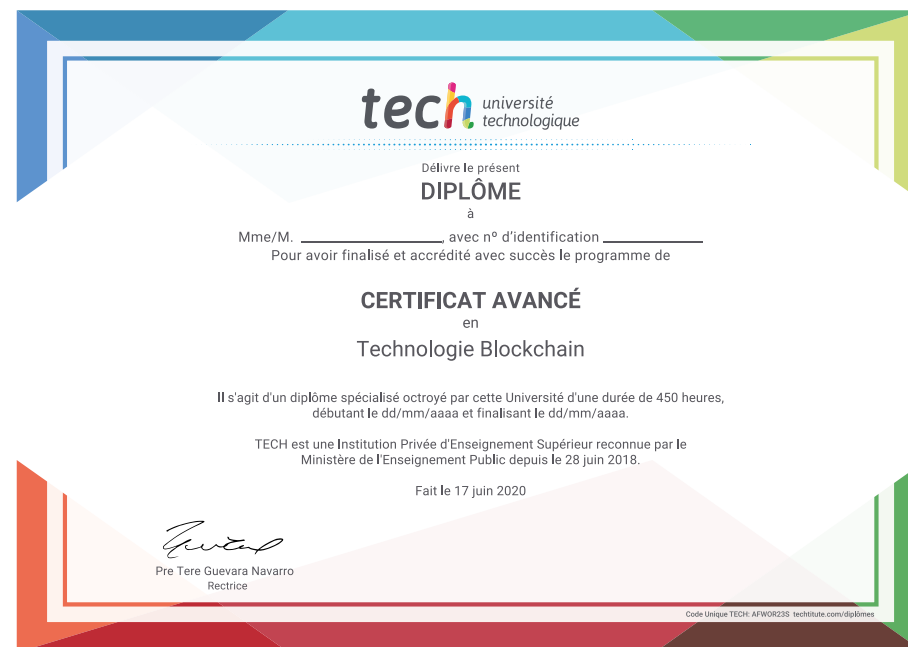 tech université
technologique
Délivre le présent
DIPLÔME
à
Mme/M. ____________________, avec nº d'identification ______________
Pour avoir finalisé et accrédité avec succès le programme de
CERTIFICAT AVANCÉ
en
Technologie Blockchain
Il s'agit d'un diplôme spécialisé octroyé par cette Université d'une durée de 450 heures,
débutant le dd/mm/aaaa et finalisant le dd/mm/aaaa.
TECH est une Institution Privée d'Enseignement Supérieur reconnue par le
Ministère de l'Enseignement Public depuis le 28 juin 2018.
Fait le 17 juin 2020
Pre Tere Guevara Navarro
Rectrice
Code Unique TECH: AFWOR23S techtitute.com/diplômes